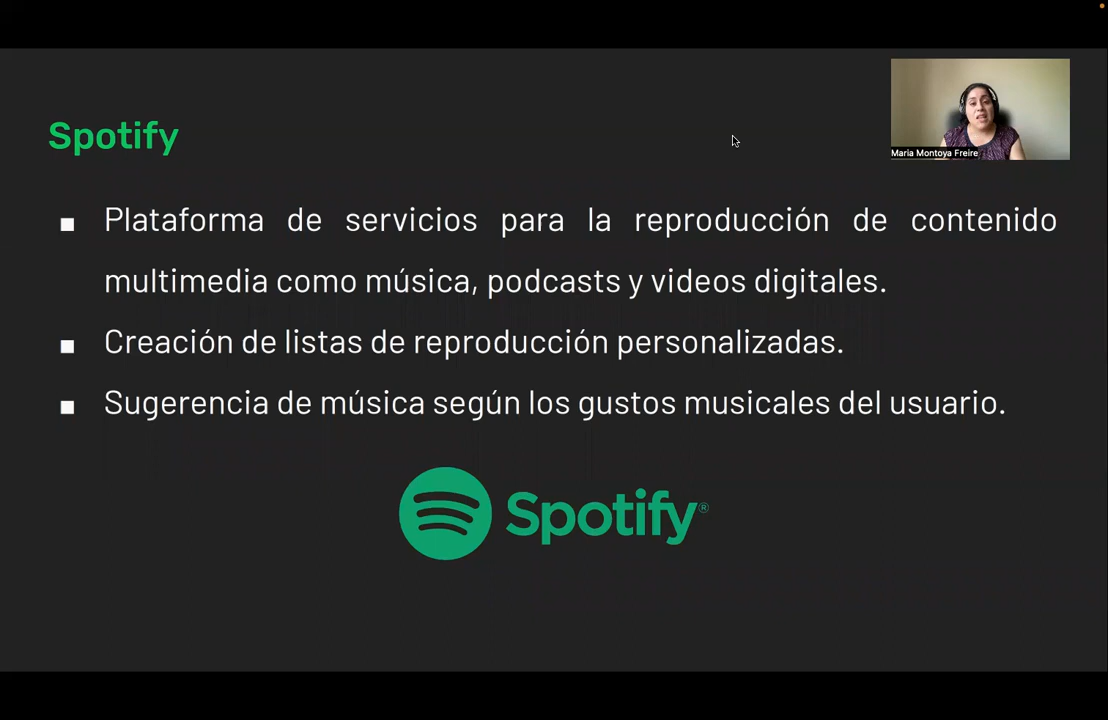 Spotify
Maria Montoya Freire
▪ Plataforma de servicios para la reproducción de contenido
multimedia como música, podcasts y videos digitales.
▪ Creación de listas de reproducción personalizadas.
▪ Sugerencia de música según los gustos musicales del usuario.
Spotify®